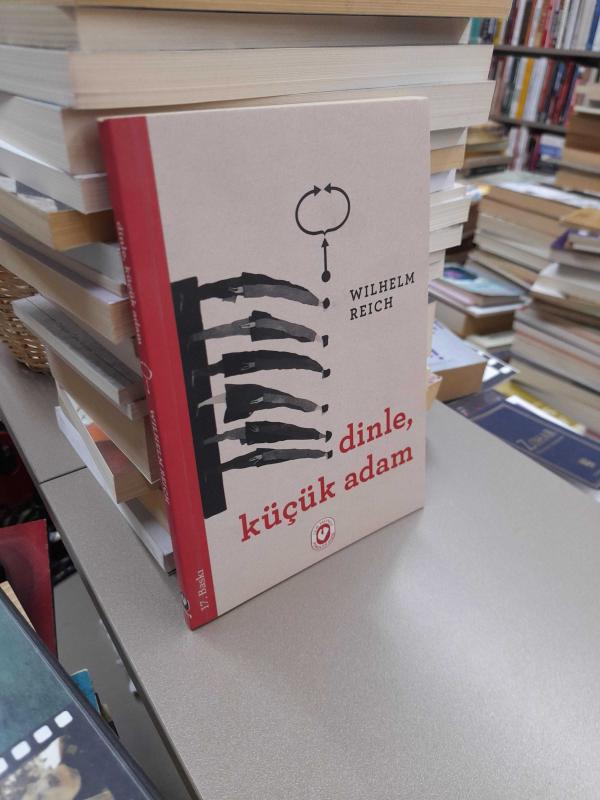 WILHELM
REICH
dinle,
küçük adam
dinle, küçük adam
WILHELM REICH
17. Baskı